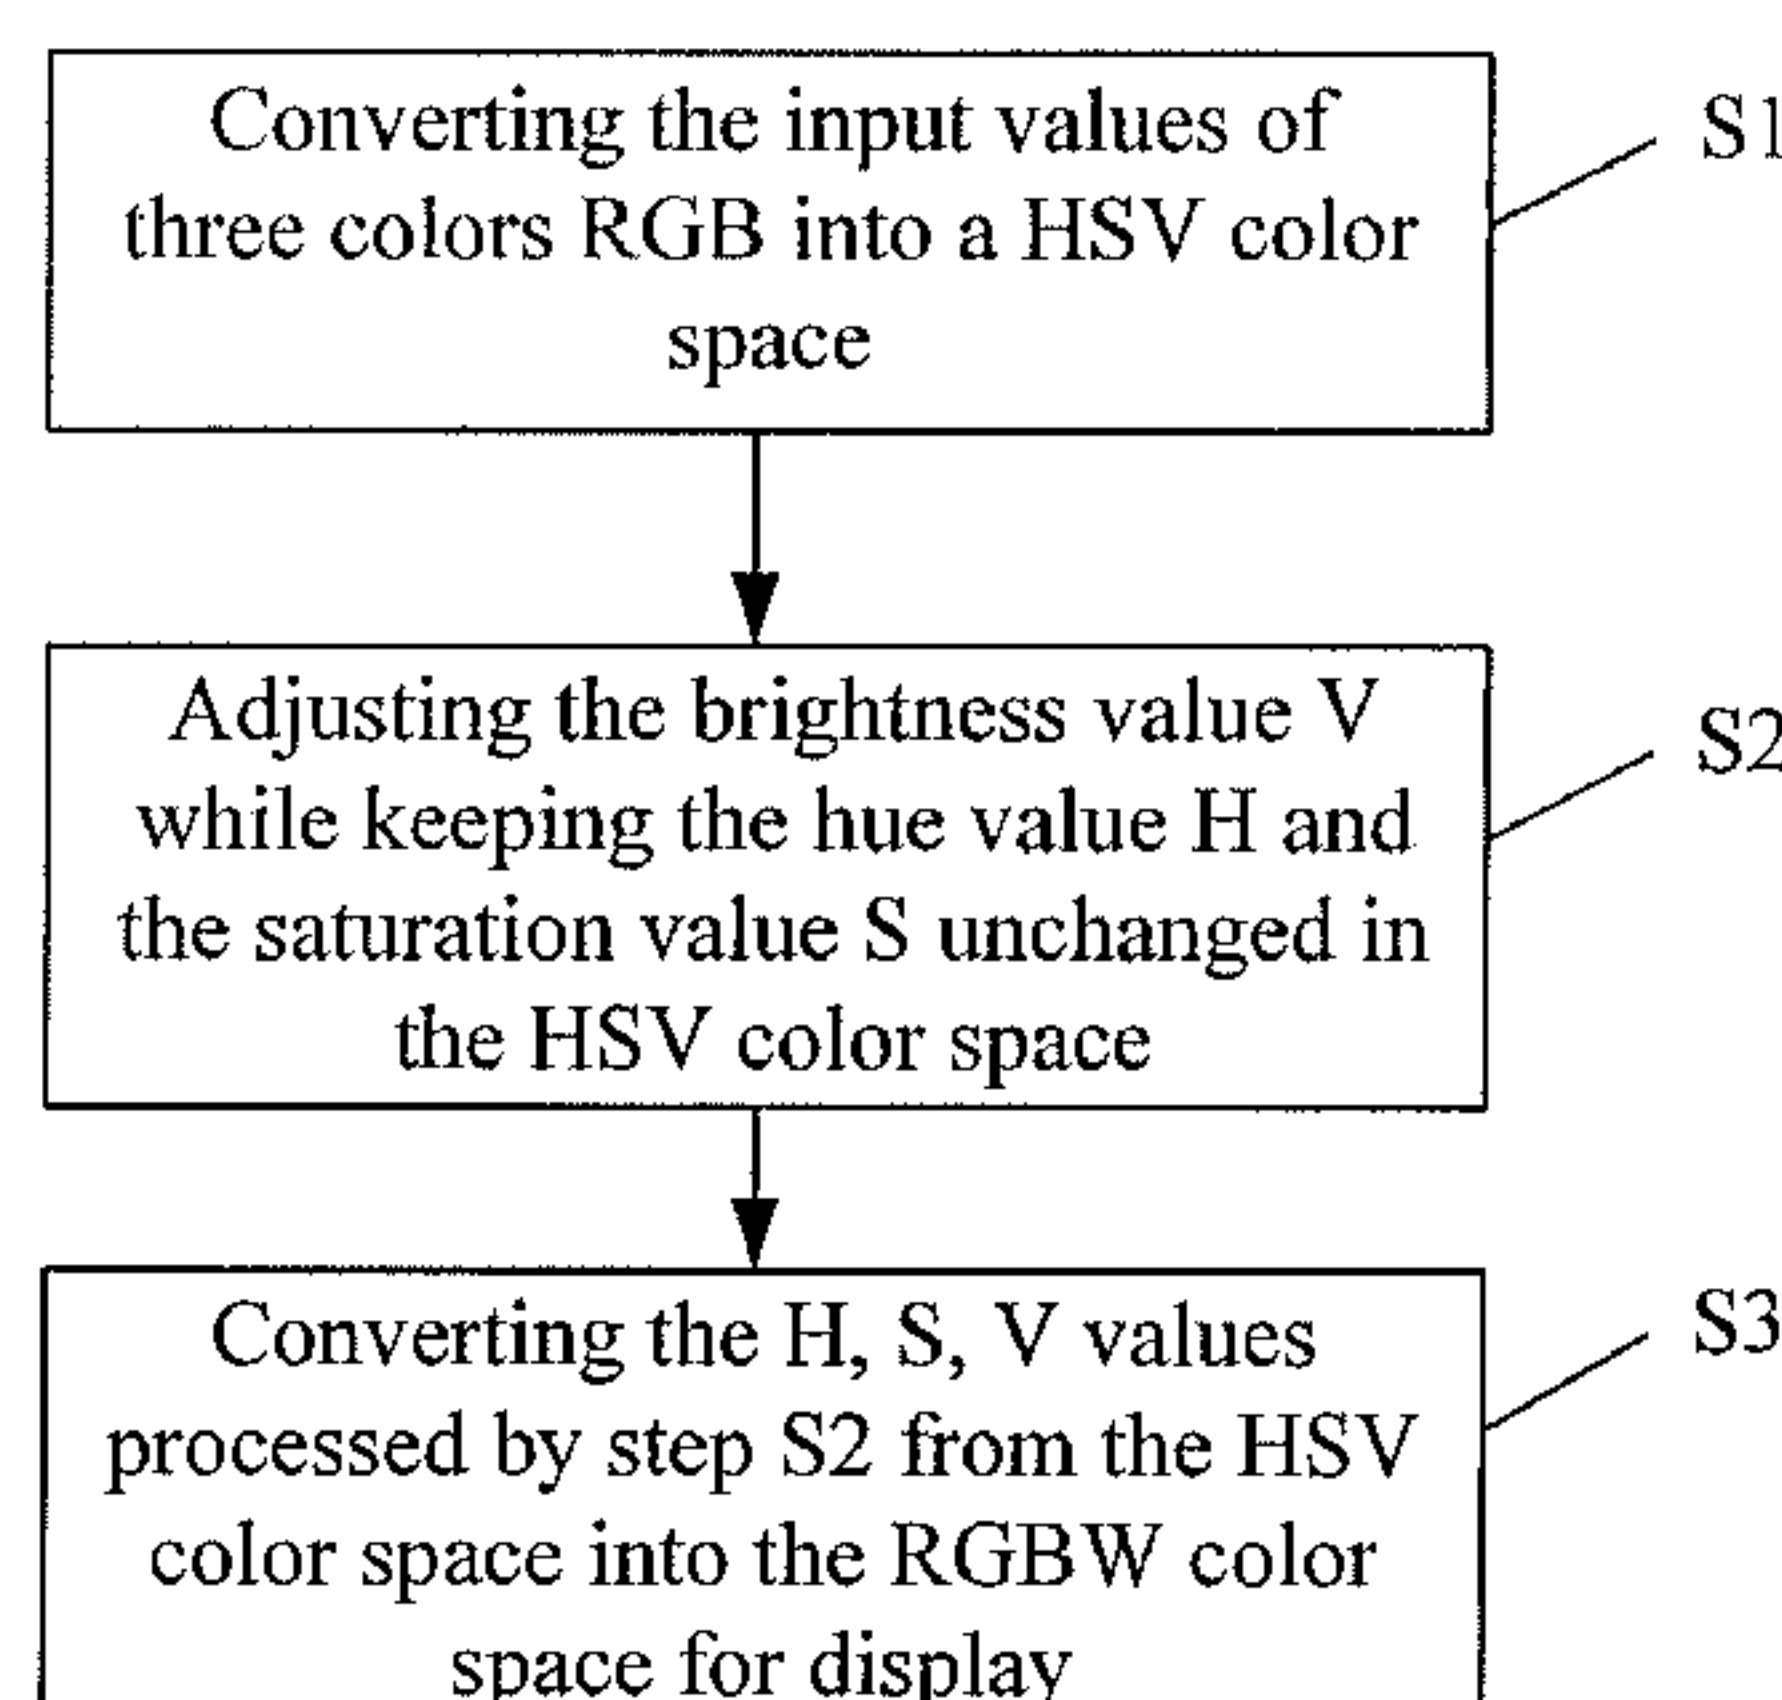 Converting the input values of
three colors RGB into a HSV color
space
S1
Adjusting the brightness value V
while keeping the hue value H and
the saturation value S unchanged in
the HSV color space
S2
Converting the H, S, V values
processed by step S2 from the HSV
color space into the RGBW color
space for display
S3